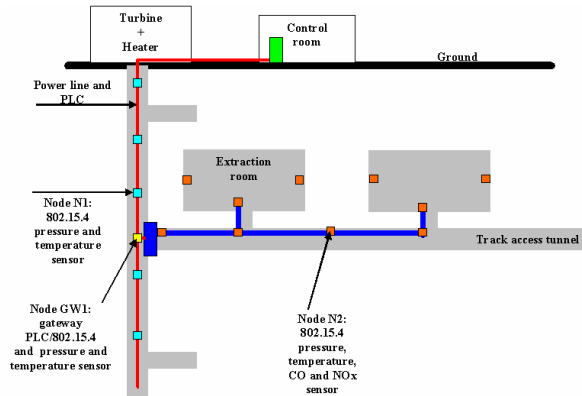 Turbine
+
Heater
Control
room
Ground
Power line and
PLC
Extraction
room
Node N1:
802.15.4
pressure and
temperature
sensor
Track access tunnel
Node GW1:
gateway
PLC/802.15.4
and pressure and
temperature sensor
Node N2:
802.15.4
pressure,
temperature,
CO and NOx
sensor